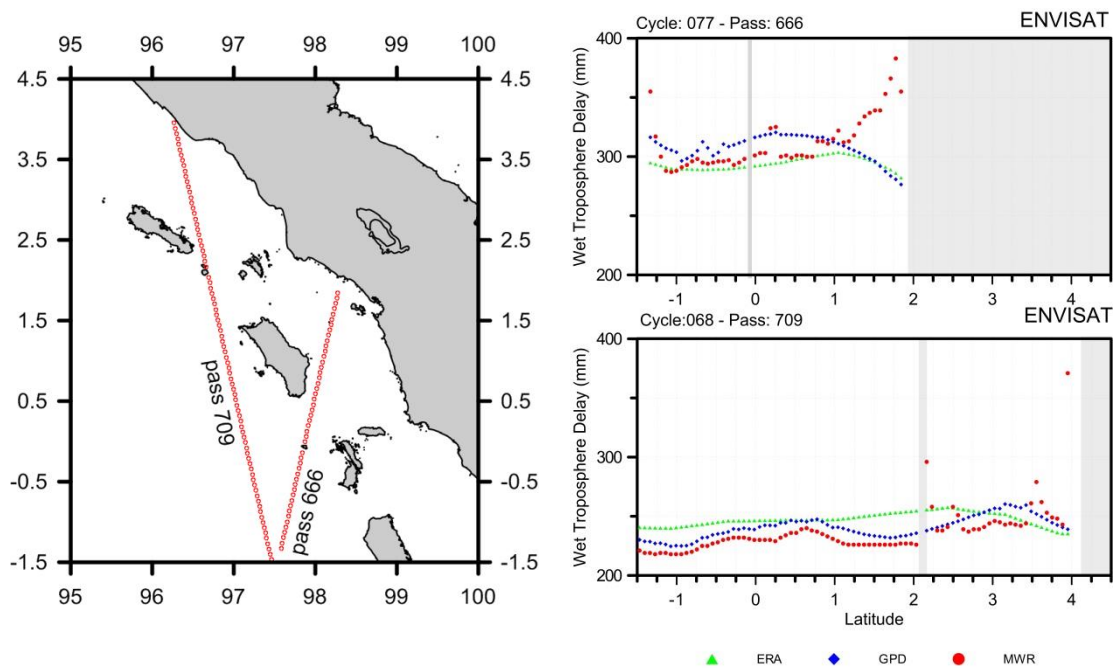 95 96 97 98 99 100
4.5 4.5
3.5 3.5
2.5 2.5
1.5 1.5
0.5 0.5
-0.5 -0.5
-1.5 -1.5
95 96 97 98 99 100
pass 709
pass 666
Cycle: 077 - Pass: 666 ENVISAT
Wet Troposphere Delay (mm)
400
300
200
-1 0 1 2 3 4
Cycle:068 - Pass: 709 ENVISAT
Wet Troposphere Delay (mm)
400
300
200
-1 0 1 2 3 4
Latitude
ERA GPD MWR